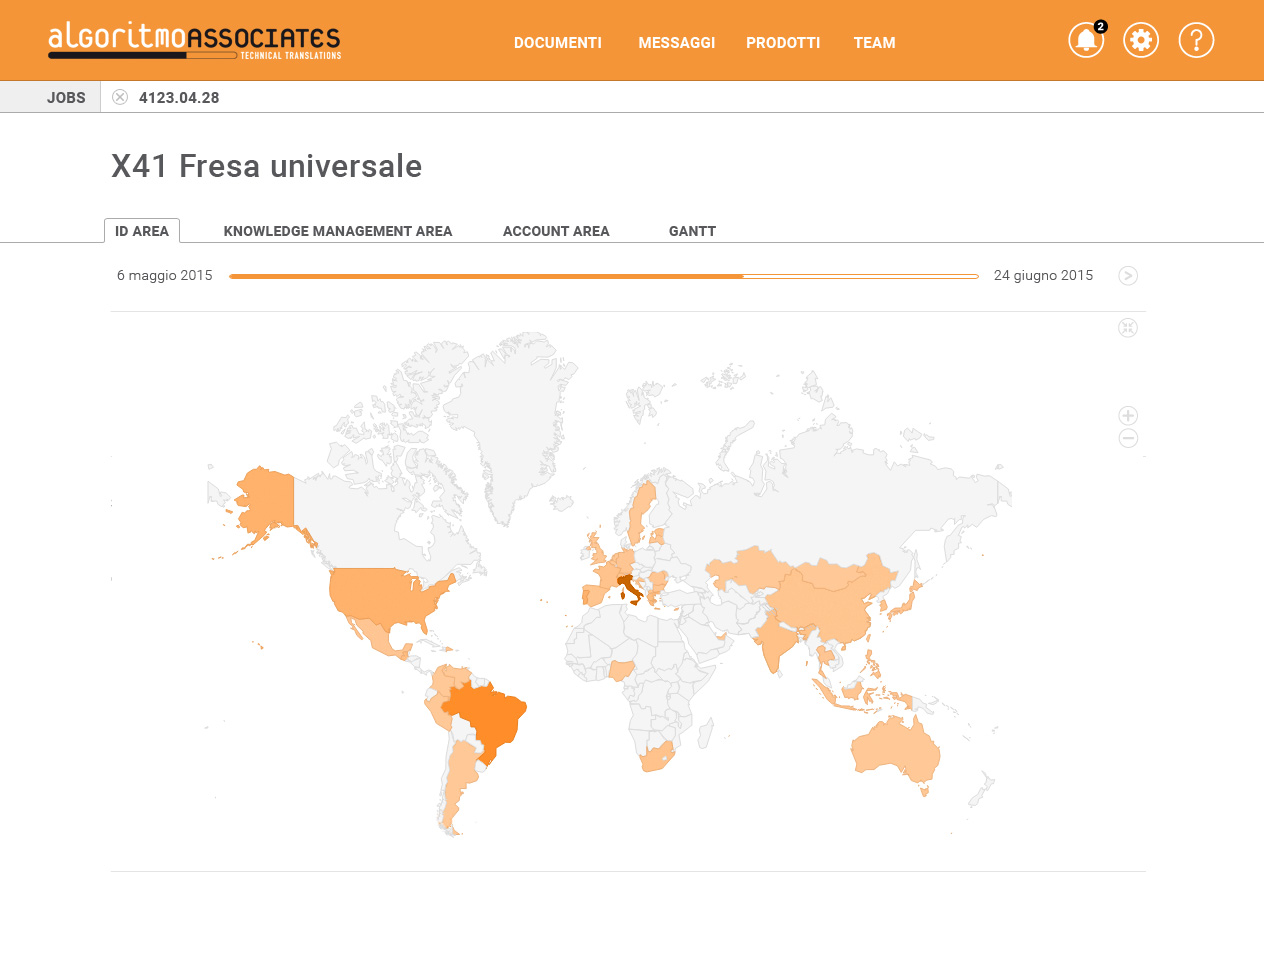 algoritmoASSOCIATES
TECHNICAL TRANSLATIONS
DOCUMENTI MESSAGGI PRODOTTI TEAM
2
?
JOBS 4123.04.28
X41 Fresa universale
ID AREA KNOWLEDGE MANAGEMENT AREA ACCOUNT AREA GANTT
6 maggio 2015 24 giugno 2015